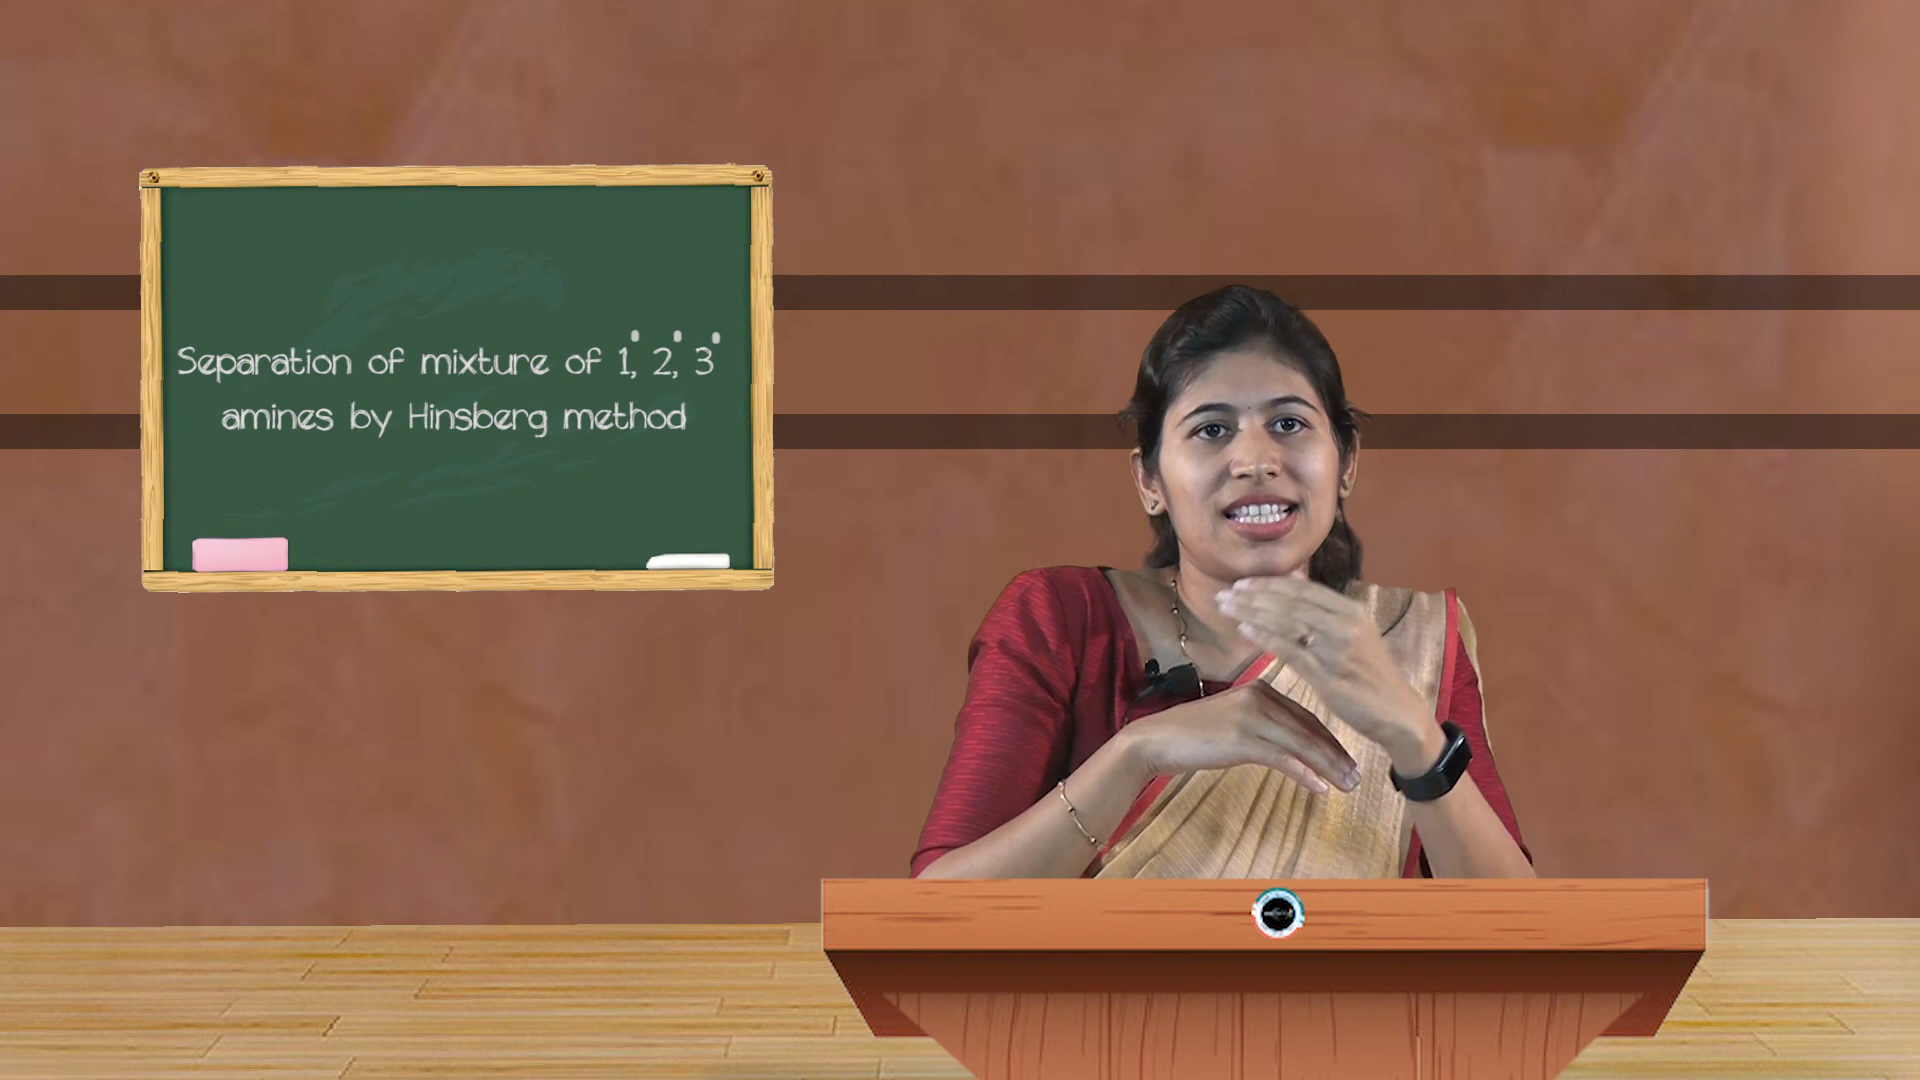 Separation of mixture of 1°, 2°, 3°
amines by Hinsberg method